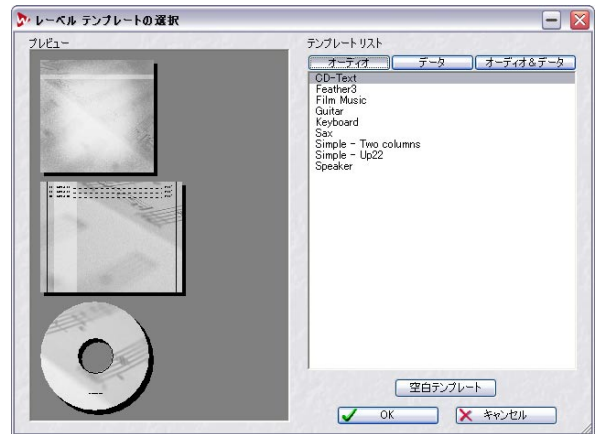 レーベル テンプレートの選択
プレビュー
テンプレートリスト
オーディオ
データ
オーディオ&データ
CD-Text
Feather3
Film Music
Guitar
Keyboard
Sax
Simple - Two columns
Simple - Up22
Speaker
空白テンプレート
OK
キャンセル